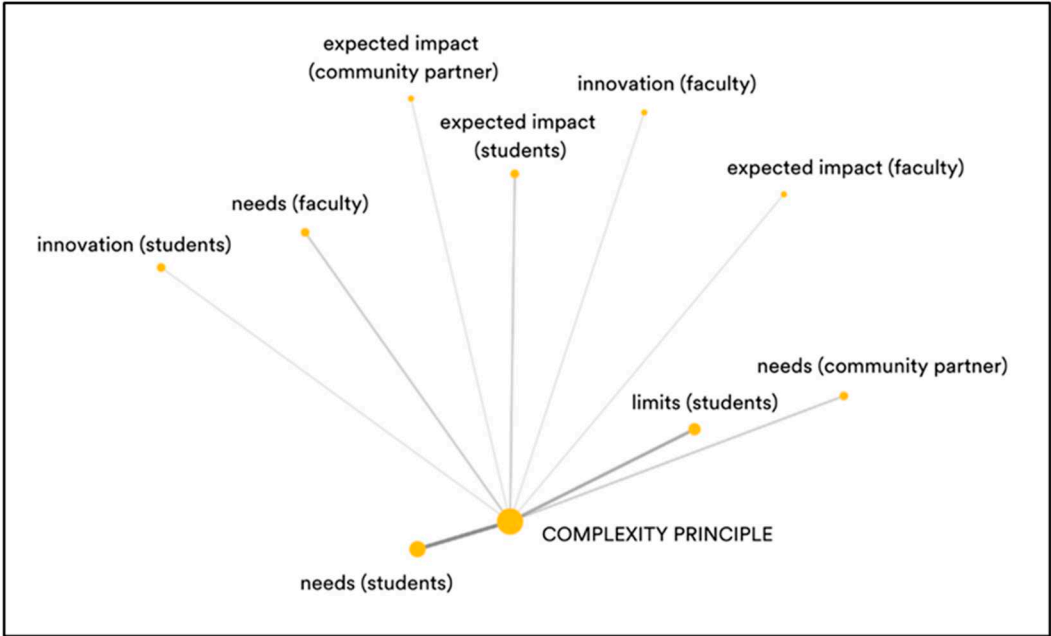 expected impact
(community partner)
innovation (faculty)
expected impact
(students)
expected impact (faculty)
needs (faculty)
innovation (students)
needs (community partner)
limits (students)
COMPLEXITY PRINCIPLE
needs (students)